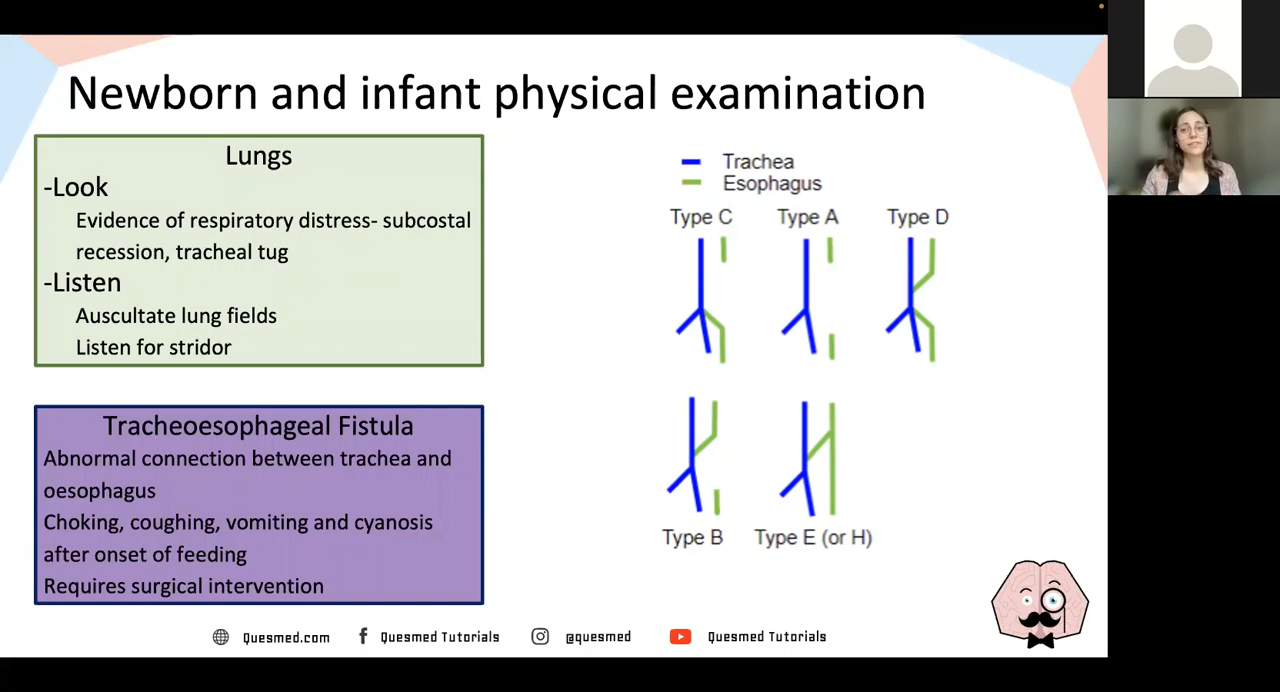 Newborn and infant physical examination
Lungs
-Look
Evidence of respiratory distress- subcostal
recession, tracheal tug
-Listen
Auscultate lung fields
Listen for stridor
Tracheoesophageal Fistula
Abnormal connection between trachea and
oesophagus
Choking, coughing, vomiting and cyanosis
after onset of feeding
Requires surgical intervention
Trachea
Esophagus
Type C Type A Type D
Type B Type E (or H)
Quesmed.com Quesmed Tutorials @quesmed Quesmed Tutorials